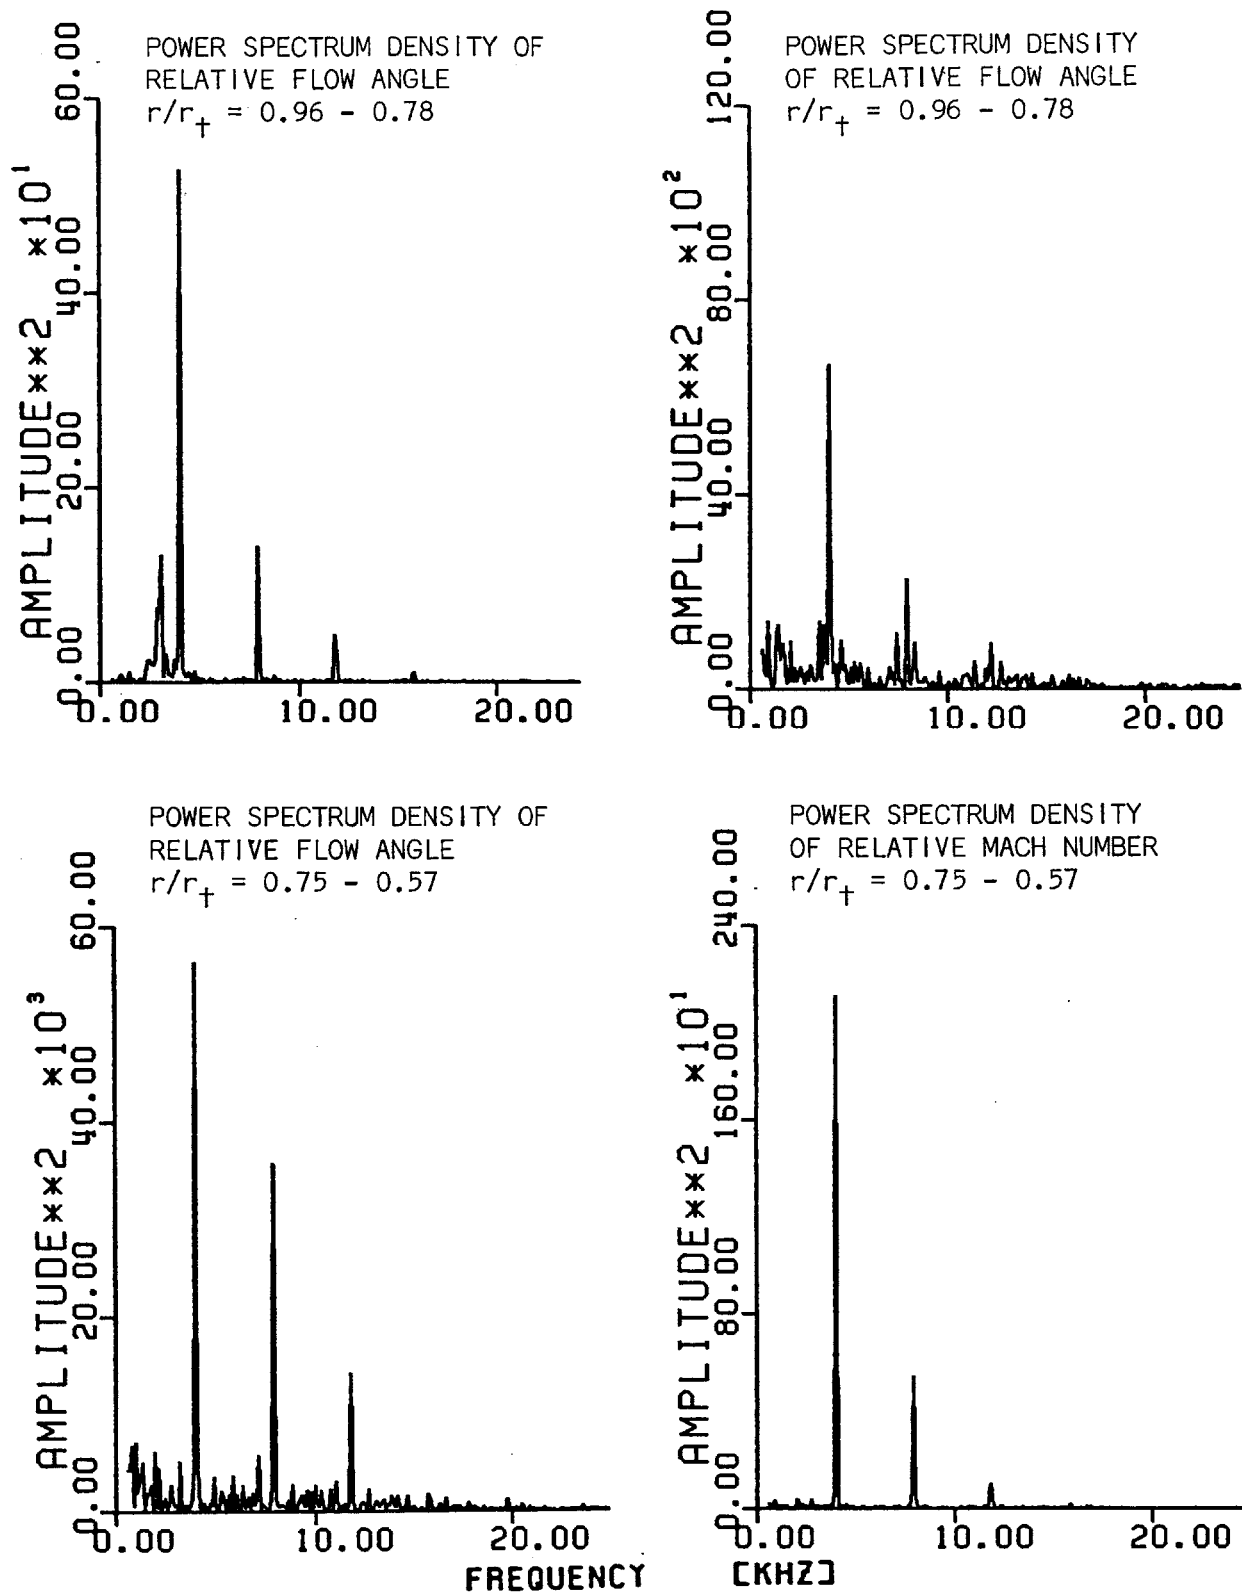 POWER SPECTRUM DENSITY OF
RELATIVE FLOW ANGLE
r/r† = 0.96 - 0.78
AMPLITUDE**2 *10¹
60.00
40.00
20.00
0.00
0.00 10.00 20.00
POWER SPECTRUM DENSITY
OF RELATIVE FLOW ANGLE
r/r† = 0.96 - 0.78
AMPLITUDE**2 *10²
120.00
80.00
40.00
0.00
0.00 10.00 20.00
POWER SPECTRUM DENSITY OF
RELATIVE FLOW ANGLE
r/r† = 0.75 - 0.57
AMPLITUDE**2 *10³
60.00
40.00
20.00
0.00
0.00 10.00 20.00
POWER SPECTRUM DENSITY
OF RELATIVE MACH NUMBER
r/r† = 0.75 - 0.57
AMPLITUDE**2 *10¹
240.00
160.00
80.00
0.00
0.00 10.00 20.00
FREQUENCY [KHZ]